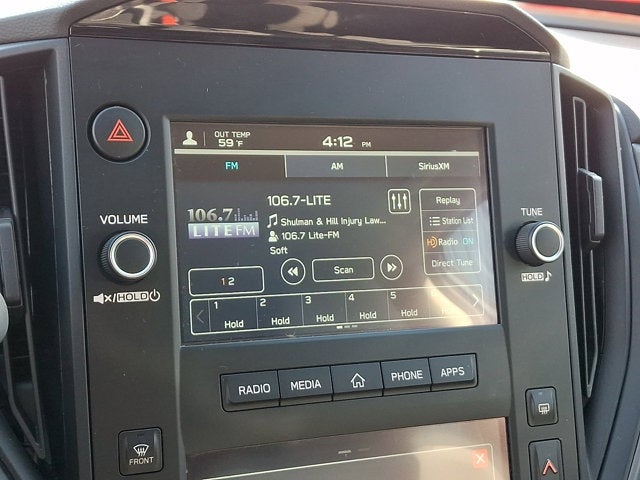 OUT TEMP
59 °F
4:12 PM
FM
AM
SiriusXM
106.7-LITE
Replay
106.7
LITE FM
Shulman & Hill Injury Law...
106.7 Lite-FM
Soft
Station List
HD Radio ON
Direct Tune
1 2
Scan
1
2
3
4
5
Hold
Hold
Hold
Hold
Hold
Hold
VOLUME
/HOLD
TUNE
HOLD
RADIO
MEDIA
PHONE
APPS
FRONT